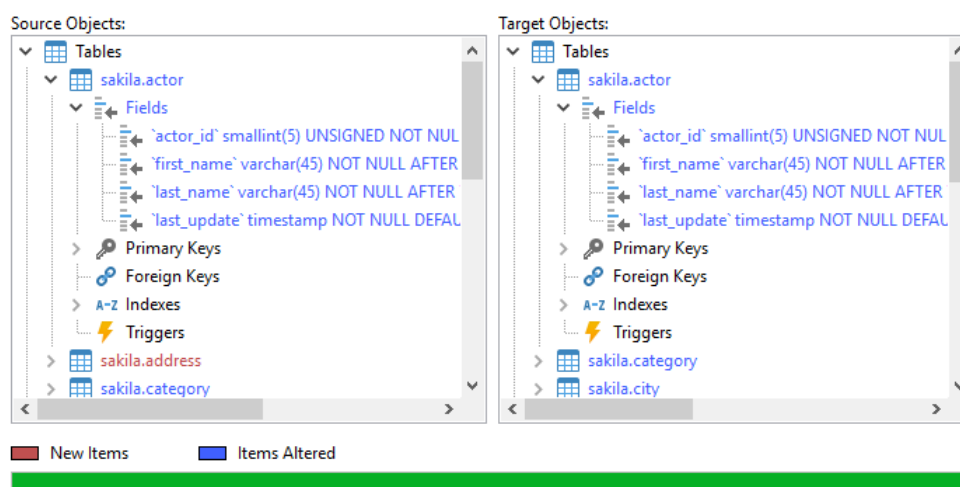 Source Objects:
Tables
sakila.actor
Fields
`actor_id` smallint(5) UNSIGNED NOT NUL
`first_name` varchar(45) NOT NULL AFTER
`last_name` varchar(45) NOT NULL AFTER
`last_update` timestamp NOT NULL DEFAU
Primary Keys
Foreign Keys
A-Z Indexes
Triggers
sakila.address
sakila.category
Target Objects:
Tables
sakila.actor
Fields
`actor_id` smallint(5) UNSIGNED NOT NUL
`first_name` varchar(45) NOT NULL AFTER
`last_name` varchar(45) NOT NULL AFTER
`last_update` timestamp NOT NULL DEFAU
Primary Keys
Foreign Keys
A-Z Indexes
Triggers
sakila.category
sakila.city
New Items
Items Altered